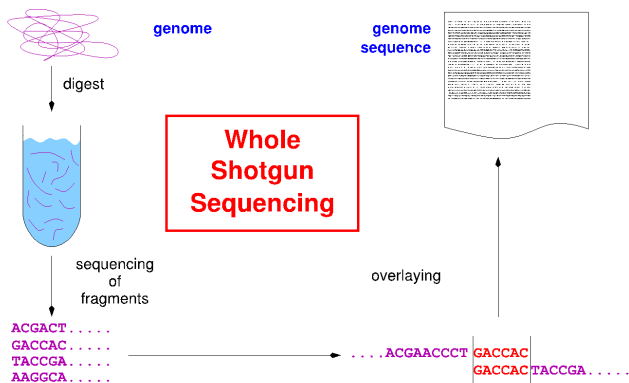 genome
digest
Whole
Shotgun
Sequencing
genome
sequence
sequencing
of
fragments
overlaying
ACGACT.....
GACCAC.....
TACCGA.....
AAGGCA.....
....ACGAACCCT GACCAC
GACCAC TACCGA.....